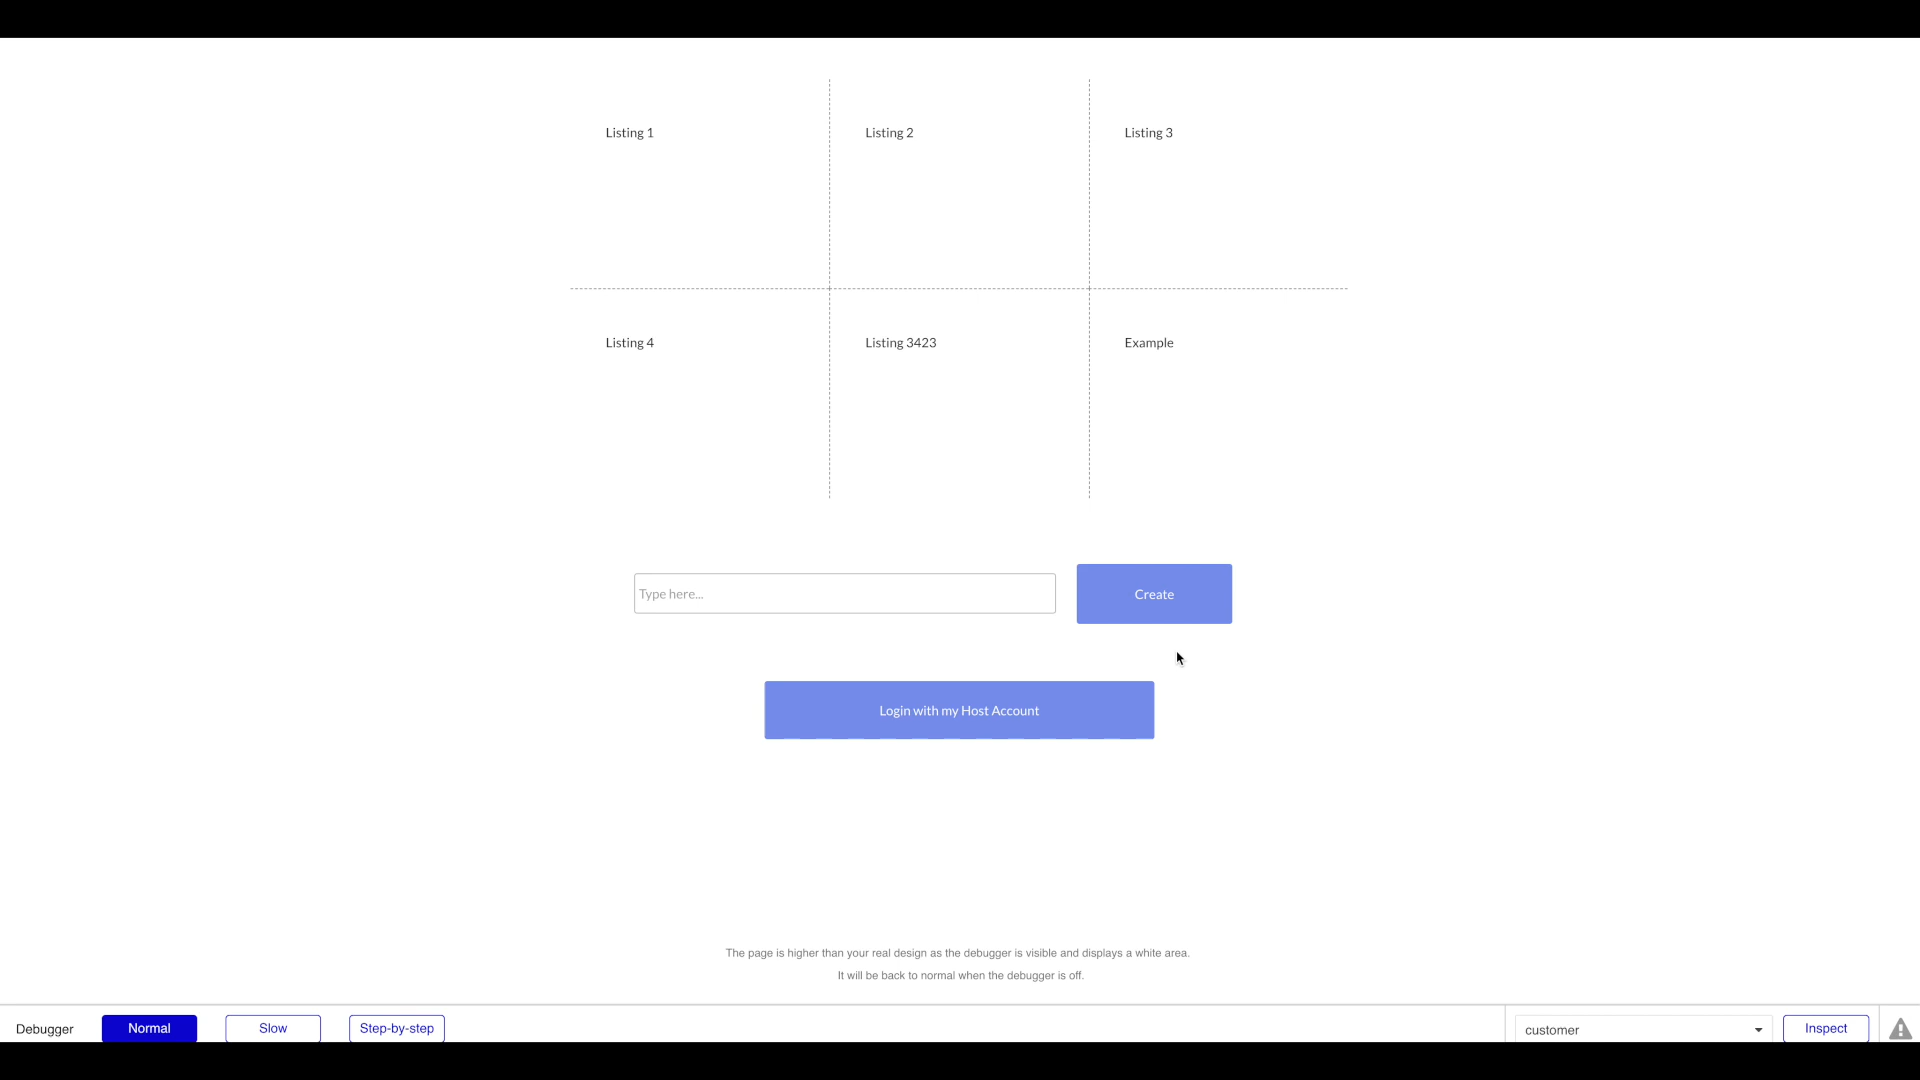 Listing 1
Listing 2
Listing 3
Listing 4
Listing 3423
Example
Type here...
Create
Login with my Host Account
The page is higher than your real design as the debugger is visible and displays a white area.
It will be back to normal when the debugger is off.
Debugger
Normal
Slow
Step-by-step
customer
Inspect